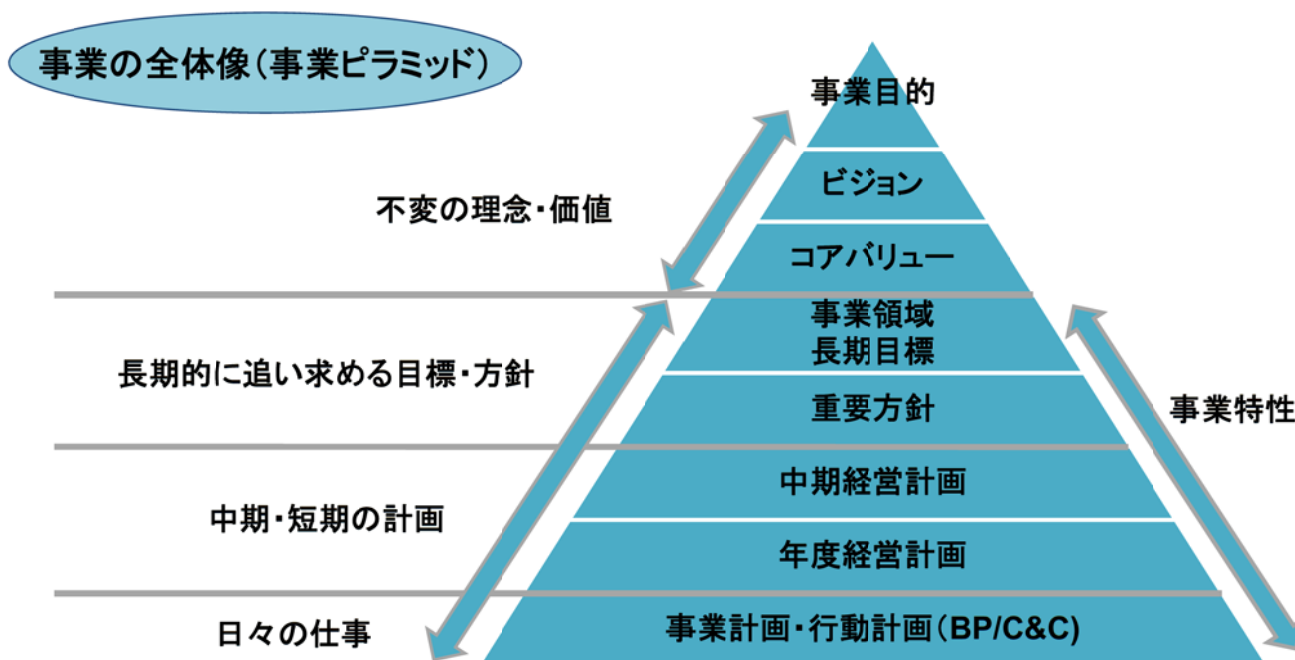 事業の全体像(事業ピラミッド)
事業目的
ビジョン
不変の理念・価値
コアバリュー
事業領域
長期目標
長期的に追い求める目標・方針
重要方針
事業特性
中期経営計画
中期・短期の計画
年度経営計画
日々の仕事
事業計画・行動計画(BP/C&C)